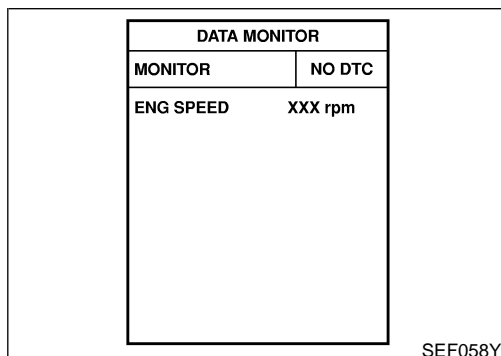 DATA MONITOR
MONITOR NO DTC
ENG SPEED XXX rpm
SEF058Y